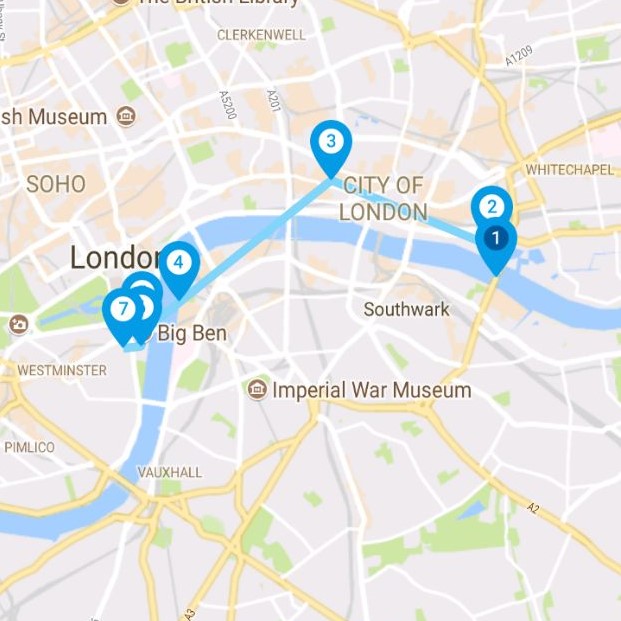 The British Library
CLERKENWELL
A1209
A5200
A201
sh Museum
3
WHITECHAPEL
SOHO
CITY OF
LONDON
2
1
London
4
7
Southwark
Big Ben
WESTMINSTER
Imperial War Museum
PIMLICO
VAUXHALL
A2
A3